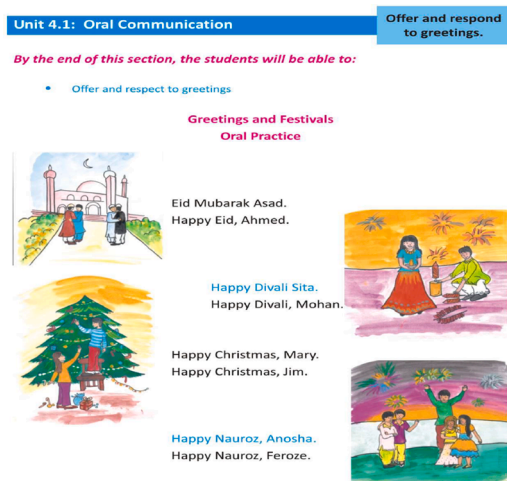 Unit 4.1: Oral Communication
Offer and respond
to greetings.
By the end of this section, the students will be able to:
• Offer and respect to greetings
Greetings and Festivals
Oral Practice
Eid Mubarak Asad.
Happy Eid, Ahmed.
Happy Divali Sita.
Happy Divali, Mohan.
Happy Christmas, Mary.
Happy Christmas, Jim.
Happy Nauroz, Anosha.
Happy Nauroz, Feroze.